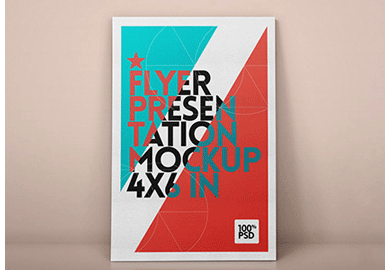 FLYER
PRESEN
TATION
MOCKUP
4X6 IN
100%
PSD